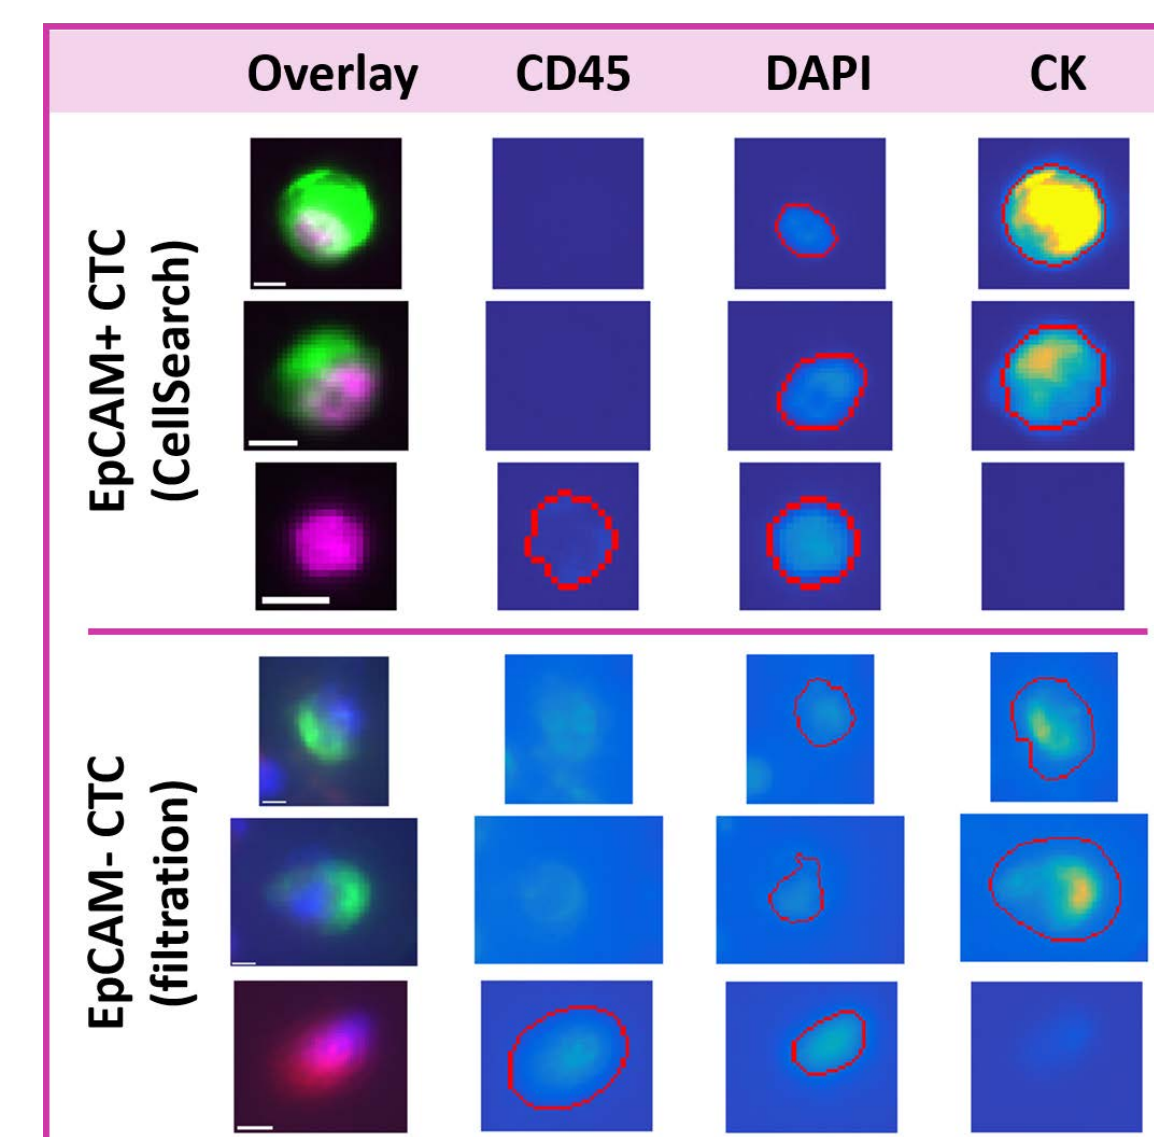 Overlay CD45 DAPI CK
EpCAM+ CTC
(CellSearch)
EpCAM- CTC
(filtration)